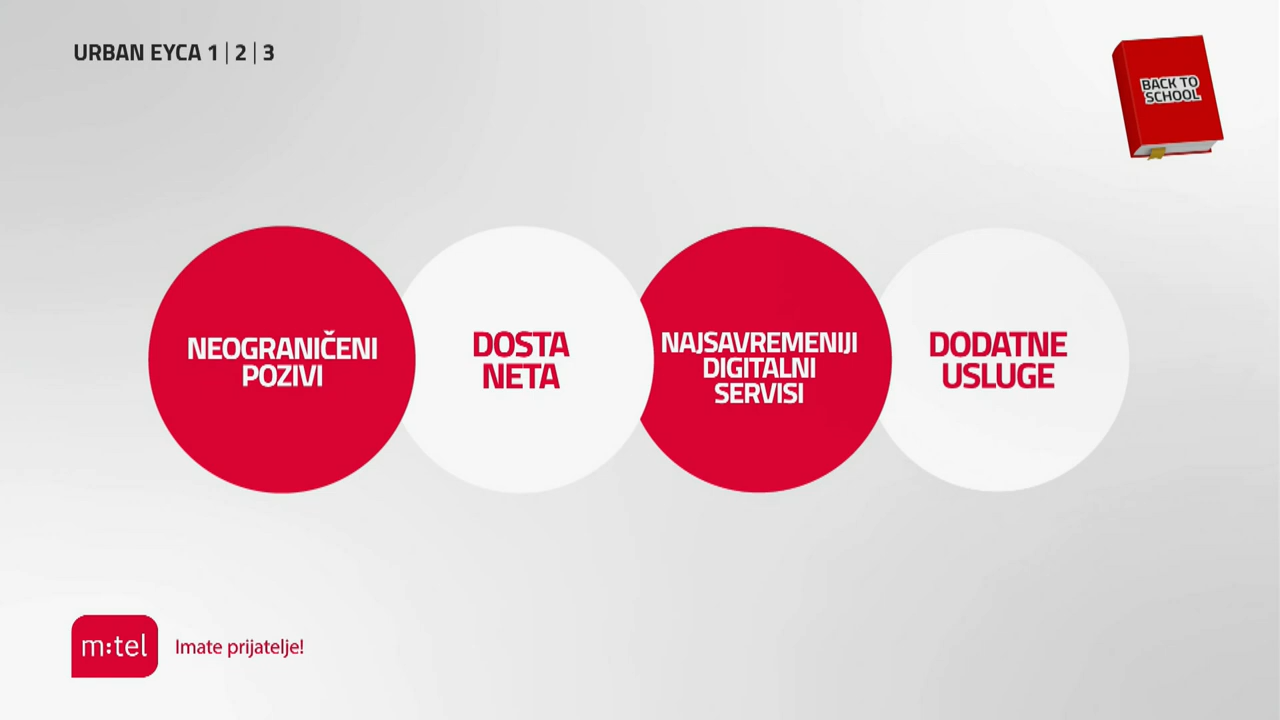 URBAN EYCA 1 | 2 | 3
BACK TO
SCHOOL
NEOGRANIČENI
POZIVI
DOSTA
NETA
NAJSAVREMENIJI
DIGITALNI
SERVISI
DODATNE
USLUGE
m:tel
Imate prijatelje!